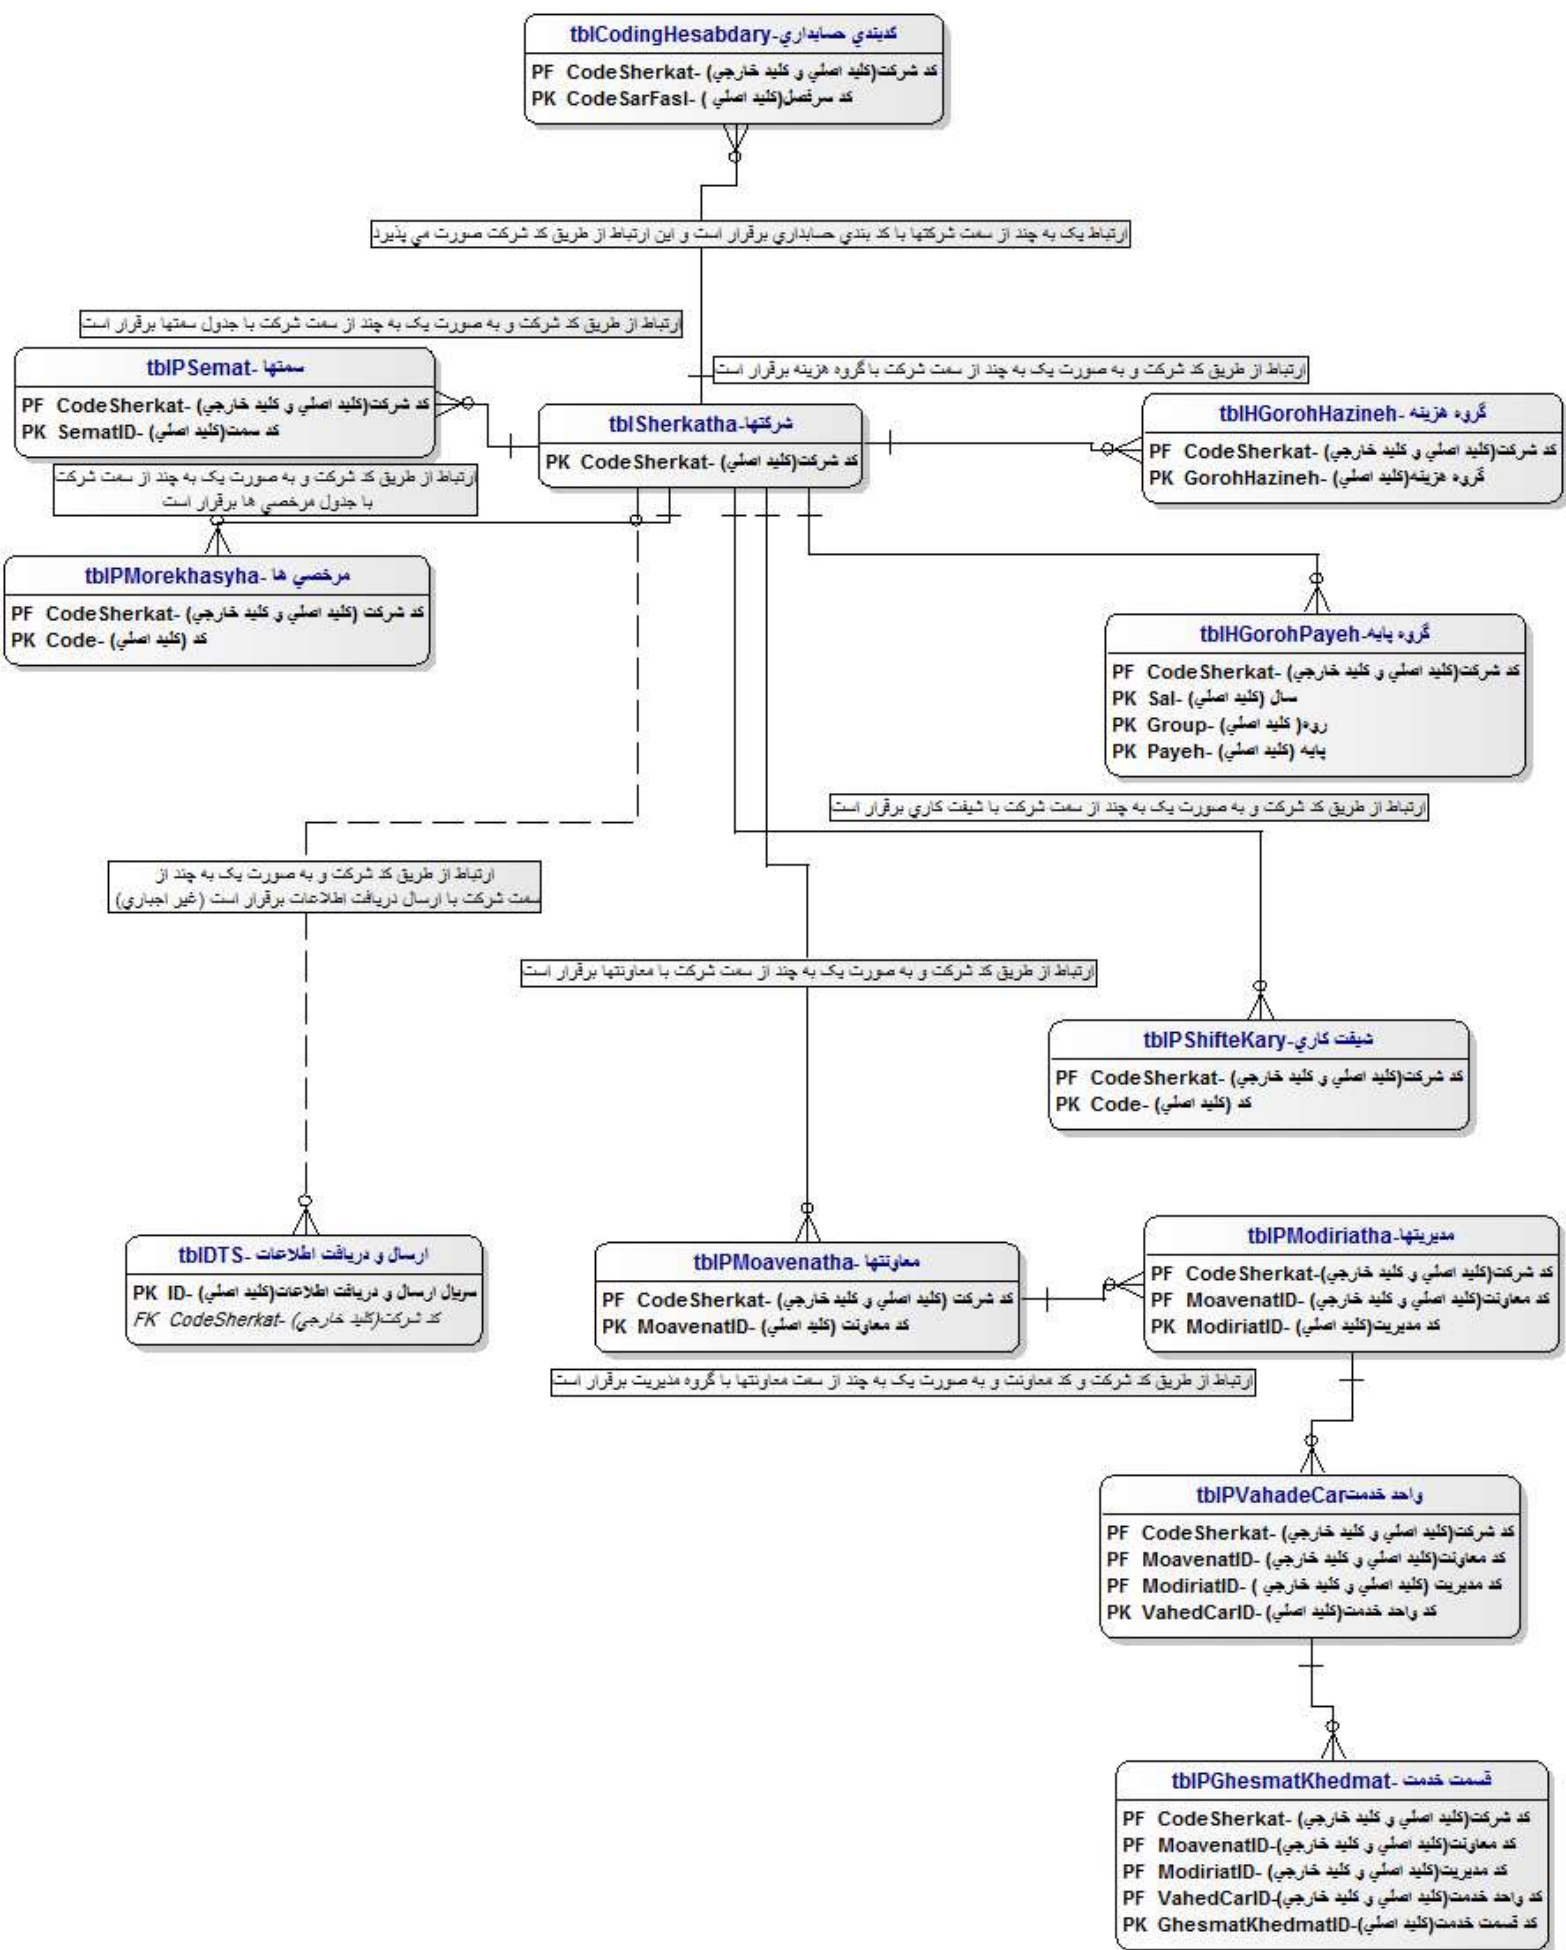 tblCodingHesabdary-كدبندي حسابداري
PF CodeSherkat- كد شركت(كليد اصلي و كليد خارجي)
PK CodeSarFasl- كد سرفصل(كليد اصلي )
ارتباط يک به چند از سمت شرکتها با کد بندي حسابداري برقرار است و اين ارتباط از طريق کد شرکت صورت مي پذيرد
ارتباط از طريق کد شرکت و به صورت يک به چند از سمت شرکت با جدول سمتها برقرار است
tblPSemat- سمتها
PF CodeSherkat- كد شركت(كليد اصلي و كليد خارجي)
PK SematID- كد سمت(كليد اصلي)
ارتباط از طريق کد شرکت و به صورت يک به چند از سمت شرکت با گروه هزينه برقرار است
tblSherkatha-شركتها
PK CodeSherkat- كد شركت(كليد اصلي)
tblHGorohHazineh- گروه هزينه
PF CodeSherkat- كد شركت(كليد اصلي و كليد خارجي)
PK GorohHazineh- گروه هزينه(كليد اصلي)
ارتباط از طريق کد شرکت و به صورت يک به چند از سمت شرکت
با جدول مرخصي ها برقرار است
tblPMorekhasyha- مرخصي ها
PF CodeSherkat- كد شركت (كليد اصلي و كليد خارجي)
PK Code- كد (كليد اصلي)
tblHGorohPayeh-گروه پايه
PF CodeSherkat- كد شركت(كليد اصلي و كليد خارجي)
PK Sal- سال (كليد اصلي)
PK Group- روه( كليد اصلي)
PK Payeh- پايه (كليد اصلي)
ارتباط از طريق کد شرکت و به صورت يک به چند از سمت شرکت با شيفت کاري برقرار است
ارتباط از طريق کد شرکت و به صورت يک به چند از
سمت شرکت با ارسال دريافت اطلاعات برقرار است (غير اجباري)
ارتباط از طريق کد شرکت و به صورت يک به چند از سمت شرکت با معاونتها برقرار است
tblPShifteKary-شيفت كاري
PF CodeSherkat- كد شركت(كليد اصلي و كليد خارجي)
PK Code- كد (كليد اصلي)
tblDTS- ارسال و دريافت اطلاعات
PK ID- سريال ارسال و دريافت اطلاعات(كليد اصلي)
FK CodeSherkat- كد شركت(كليد خارجي)
tblPMoavenatha- معاونتها
PF CodeSherkat- كد شركت (كليد اصلي و كليد خارجي)
PK MoavenatID- كد معاونت (كليد اصلي)
tblPModiriatha-مديريتها
PF CodeSherkat-كد شركت(كليد اصلي و كليد خارجي)
PF MoavenatID- كد معاونت(كليد اصلي و كليد خارجي)
PK ModiriatID- كد مديريت(كليد اصلي)
ارتباط از طريق کد شرکت و کد معاونت و به صورت يک به چند از سمت معاونتها با گروه مديريت برقرار است
tblPVahadeCarواحد خدمت
PF CodeSherkat- كد شركت(كليد اصلي و كليد خارجي)
PF MoavenatID- كد معاونت(كليد اصلي و كليد خارجي)
PF ModiriatID- كد مديريت (كليد اصلي و كليد خارجي )
PK VahedCarID- كد واحد خدمت(كليد اصلي)
tblPGhesmatKhedmat- قسمت خدمت
PF CodeSherkat- كد شركت(كليد اصلي و كليد خارجي)
PF MoavenatID-كد معاونت(كليد اصلي و كليد خارجي)
PF ModiriatID- كد مديريت(كليد اصلي و كليد خارجي)
PF VahedCarID-كد واحد خدمت(كليد اصلي و كليد خارجي)
PK GhesmatKhedmatID-كد قسمت خدمت(كليد اصلي)